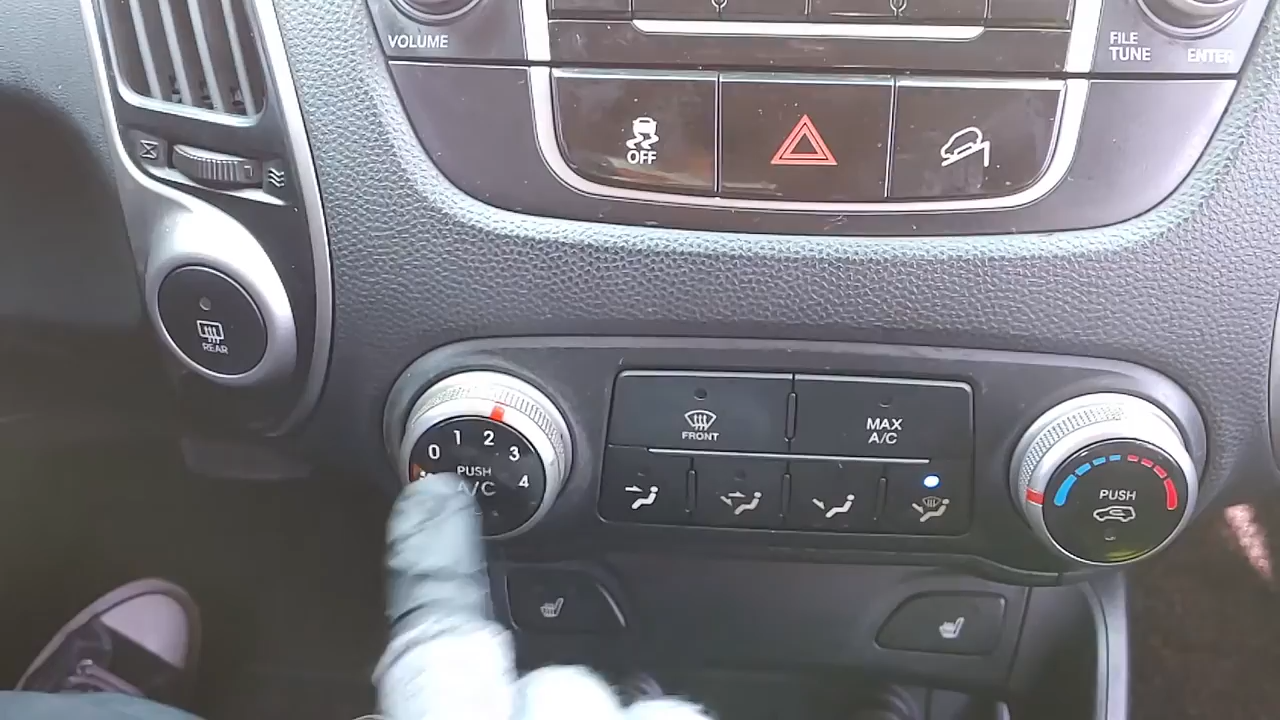 VOLUME
FILE
TUNE
ENTER
OFF
REAR
0 1 2 3 4
PUSH
A/C
FRONT
MAX
A/C
PUSH